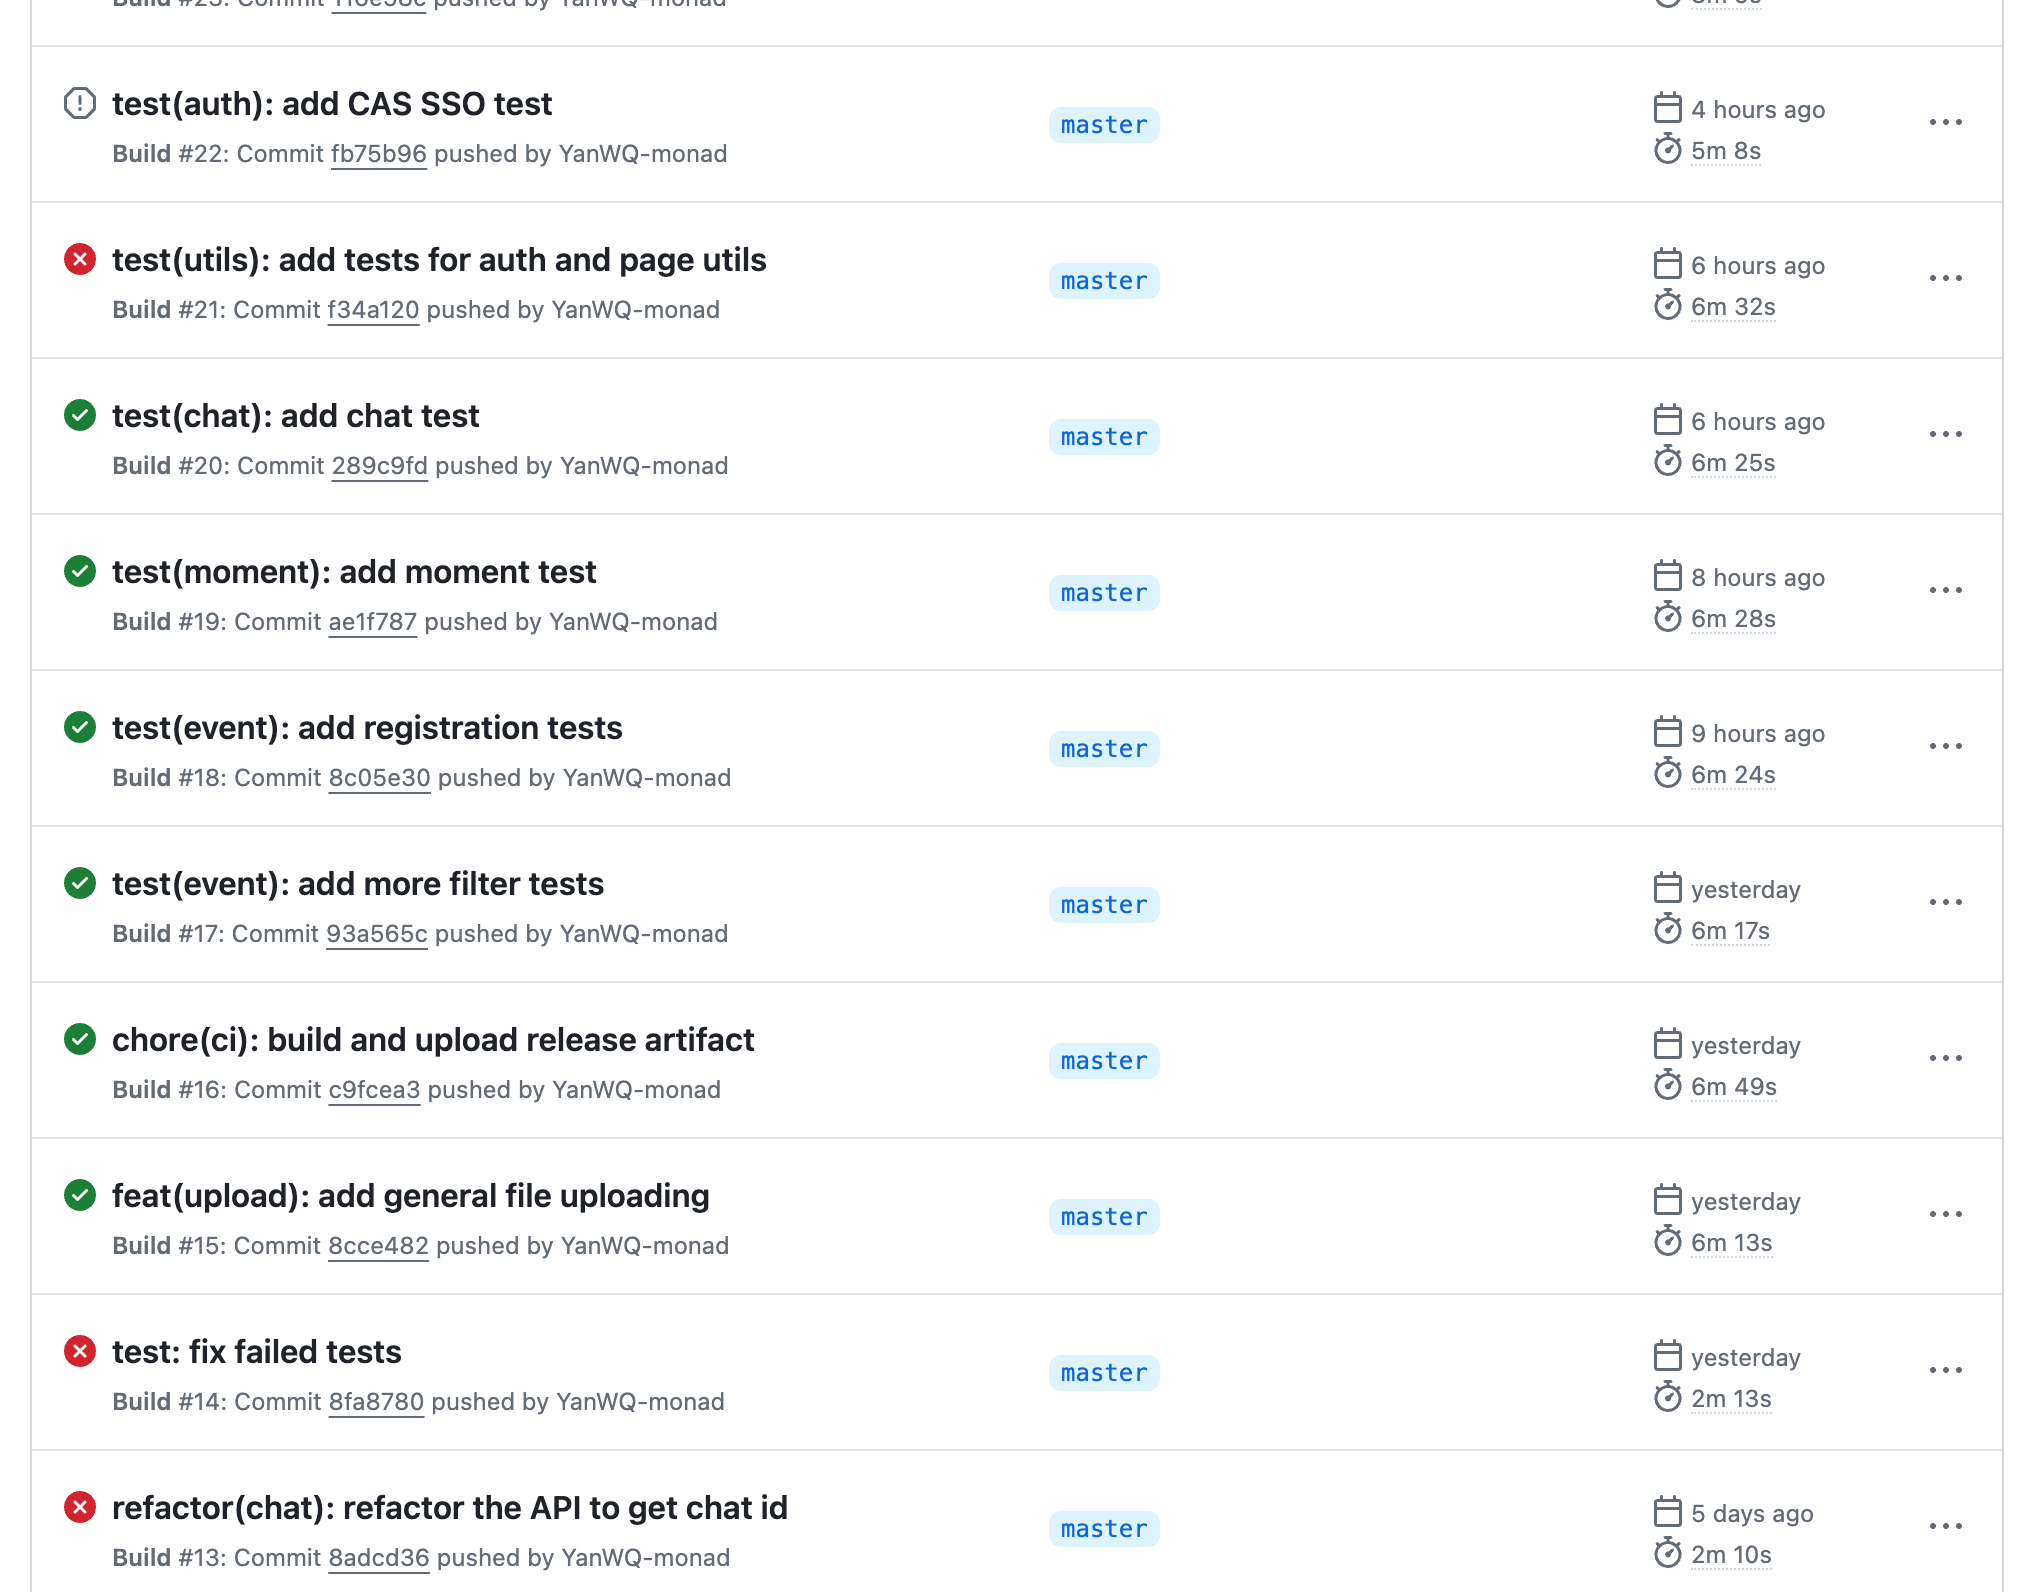 pushed by
test(auth): add CAS SSO test
Build #22: Commit fb75b96 pushed by YanWQ-monad
master
4 hours ago
5m 8s
test(utils): add tests for auth and page utils
Build #21: Commit f34a120 pushed by YanWQ-monad
master
6 hours ago
6m 32s
test(chat): add chat test
Build #20: Commit 289c9fd pushed by YanWQ-monad
master
6 hours ago
6m 25s
test(moment): add moment test
Build #19: Commit ae1f787 pushed by YanWQ-monad
master
8 hours ago
6m 28s
test(event): add registration tests
Build #18: Commit 8c05e30 pushed by YanWQ-monad
master
9 hours ago
6m 24s
test(event): add more filter tests
Build #17: Commit 93a565c pushed by YanWQ-monad
master
yesterday
6m 17s
chore(ci): build and upload release artifact
Build #16: Commit c9fcea3 pushed by YanWQ-monad
master
yesterday
6m 49s
feat(upload): add general file uploading
Build #15: Commit 8cce482 pushed by YanWQ-monad
master
yesterday
6m 13s
test: fix failed tests
Build #14: Commit 8fa8780 pushed by YanWQ-monad
master
yesterday
2m 13s
refactor(chat): refactor the API to get chat id
Build #13: Commit 8adcd36 pushed by YanWQ-monad
master
5 days ago
2m 10s